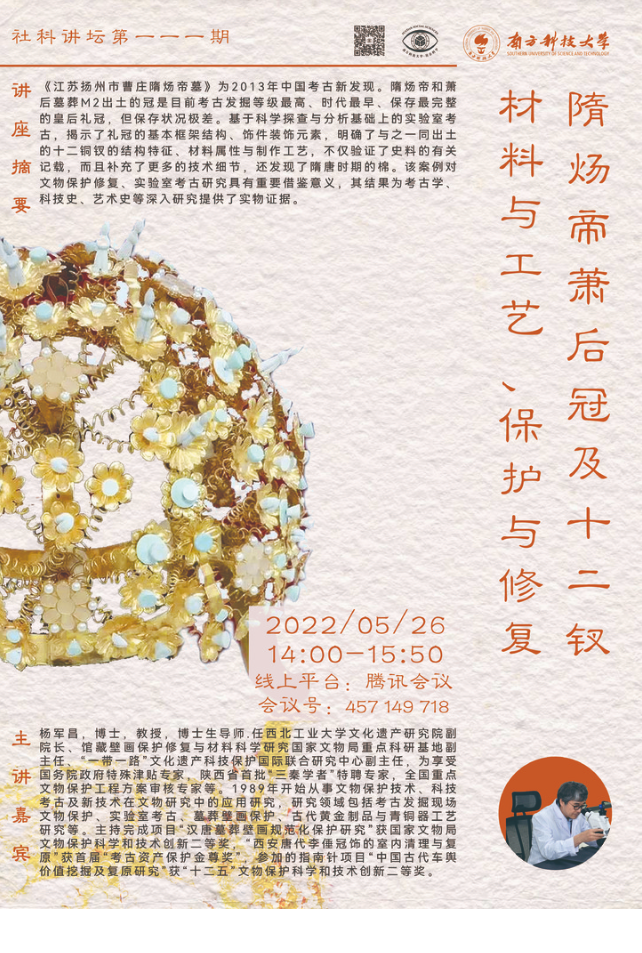 社科讲坛第一一一期
南方科技大学
SOUTHERN UNIVERSITY OF SCIENCE AND TECHNOLOGY
讲座摘要
《江苏扬州市曹庄隋炀帝墓》为2013年中国考古新发现。隋炀帝和萧
后墓葬M2出土的冠是目前考古发掘等级最高、时代最早、保存最完整
的皇后礼冠，但保存状况极差。基于科学探查与分析基础上的实验室考
古，揭示了礼冠的基本框架结构、饰件装饰元素，明确了与之一同出土
的十二铜钗的结构特征、材料属性与制作工艺，不仅验证了史料的有关
记载，而且补充了更多的技术细节，还发现了隋唐时期的棉。该案例对
文物保护修复、实验室考古研究具有重要借鉴意义，其结果为考古学、
科技史、艺术史等深入研究提供了实物证据。
隋炀帝萧后冠及十二钗
材料与工艺、保护与修复
2022/05/26
14:00—15:50
线上平台：腾讯会议
会议号：457 149 718
主讲嘉宾
杨军昌，博士，教授，博士生导师.任西北工业大学文化遗产研究院副
院长、馆藏壁画保护修复与材料科学研究国家文物局重点科研基地副
主任、“一带一路”文化遗产科技保护国际联合研究中心副主任，为享受
国务院政府特殊津贴专家，陕西省首批“三秦学者”特聘专家，全国重点
文物保护工程方案审核专家等。1989年开始从事文物保护技术、科技
考古及新技术在文物研究中的应用研究，研究领域包括考古发掘现场
文物保护、实验室考古、墓葬壁画保护、古代黄金制品与青铜器工艺
研究等。主持完成项目“汉唐墓葬壁画规范化保护研究”获国家文物局
文物保护科学和技术创新二等奖，“西安唐代李倕冠饰的室内清理与复
原”获首届“考古资产保护金尊奖”，参加的指南针项目“中国古代车舆
价值挖掘及复原研究”获“十二五”文物保护科学和技术创新二等奖。